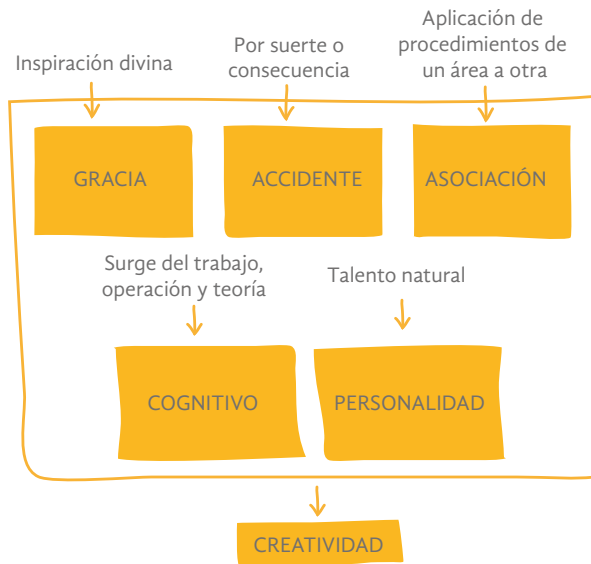 Inspiración divina
Por suerte o
consecuencia
Aplicación de
procedimientos de
un área a otra
GRACIA
ACCIDENTE
ASOCIACIÓN
Surge del trabajo,
operación y teoría
Talento natural
COGNITIVO
PERSONALIDAD
CREATIVIDAD